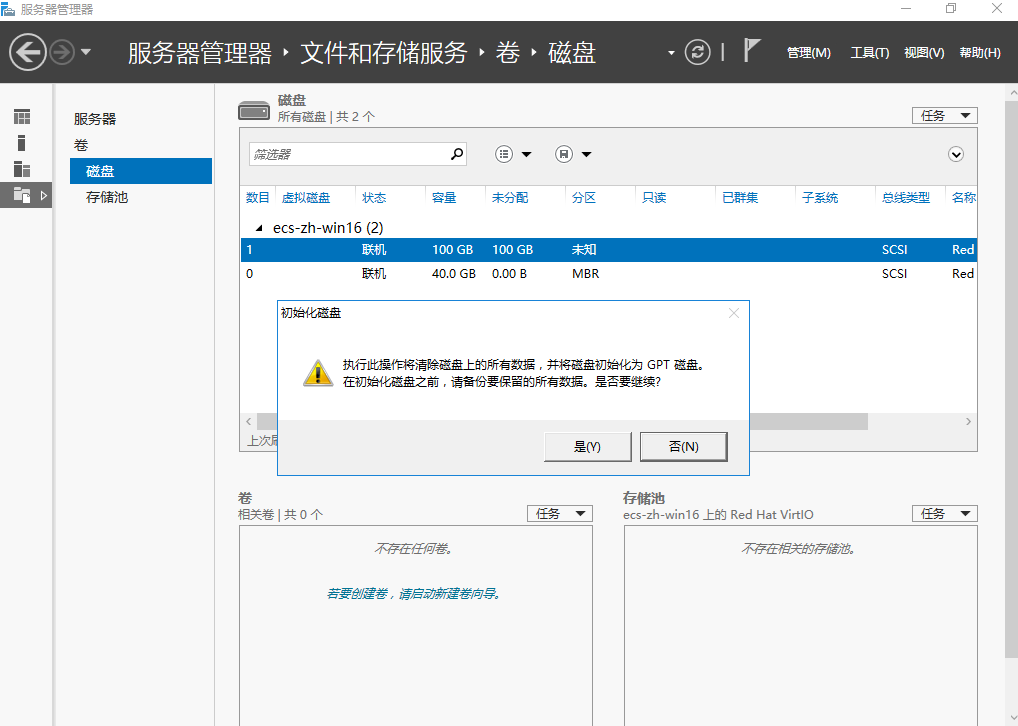 服务器管理器
服务器管理器 文件和存储服务 卷 磁盘
管理(M) 工具(T) 视图(V) 帮助(H)
服务器
卷
磁盘
存储池
磁盘
所有磁盘 | 共 2 个
任务
筛选器
数目 虚拟磁盘 状态 容量 未分配 分区 只读 已群集 子系统 总线类型 名称
ecs-zh-win16 (2)
1 联机 100 GB 100 GB 未知 SCSI Red
0 联机 40.0 GB 0.00 B MBR SCSI Red
初始化磁盘
执行此操作将清除磁盘上的所有数据，并将磁盘初始化为 GPT 磁盘。
在初始化磁盘之前，请备份要保留的所有数据。是否要继续?
是(Y) 否(N)
上次
卷
相关卷 | 共 0 个
任务
不存在任何卷。
若要创建卷，请启动新建卷向导。
存储池
ecs-zh-win16 上的 Red Hat VirtIO
任务
不存在相关的存储池。